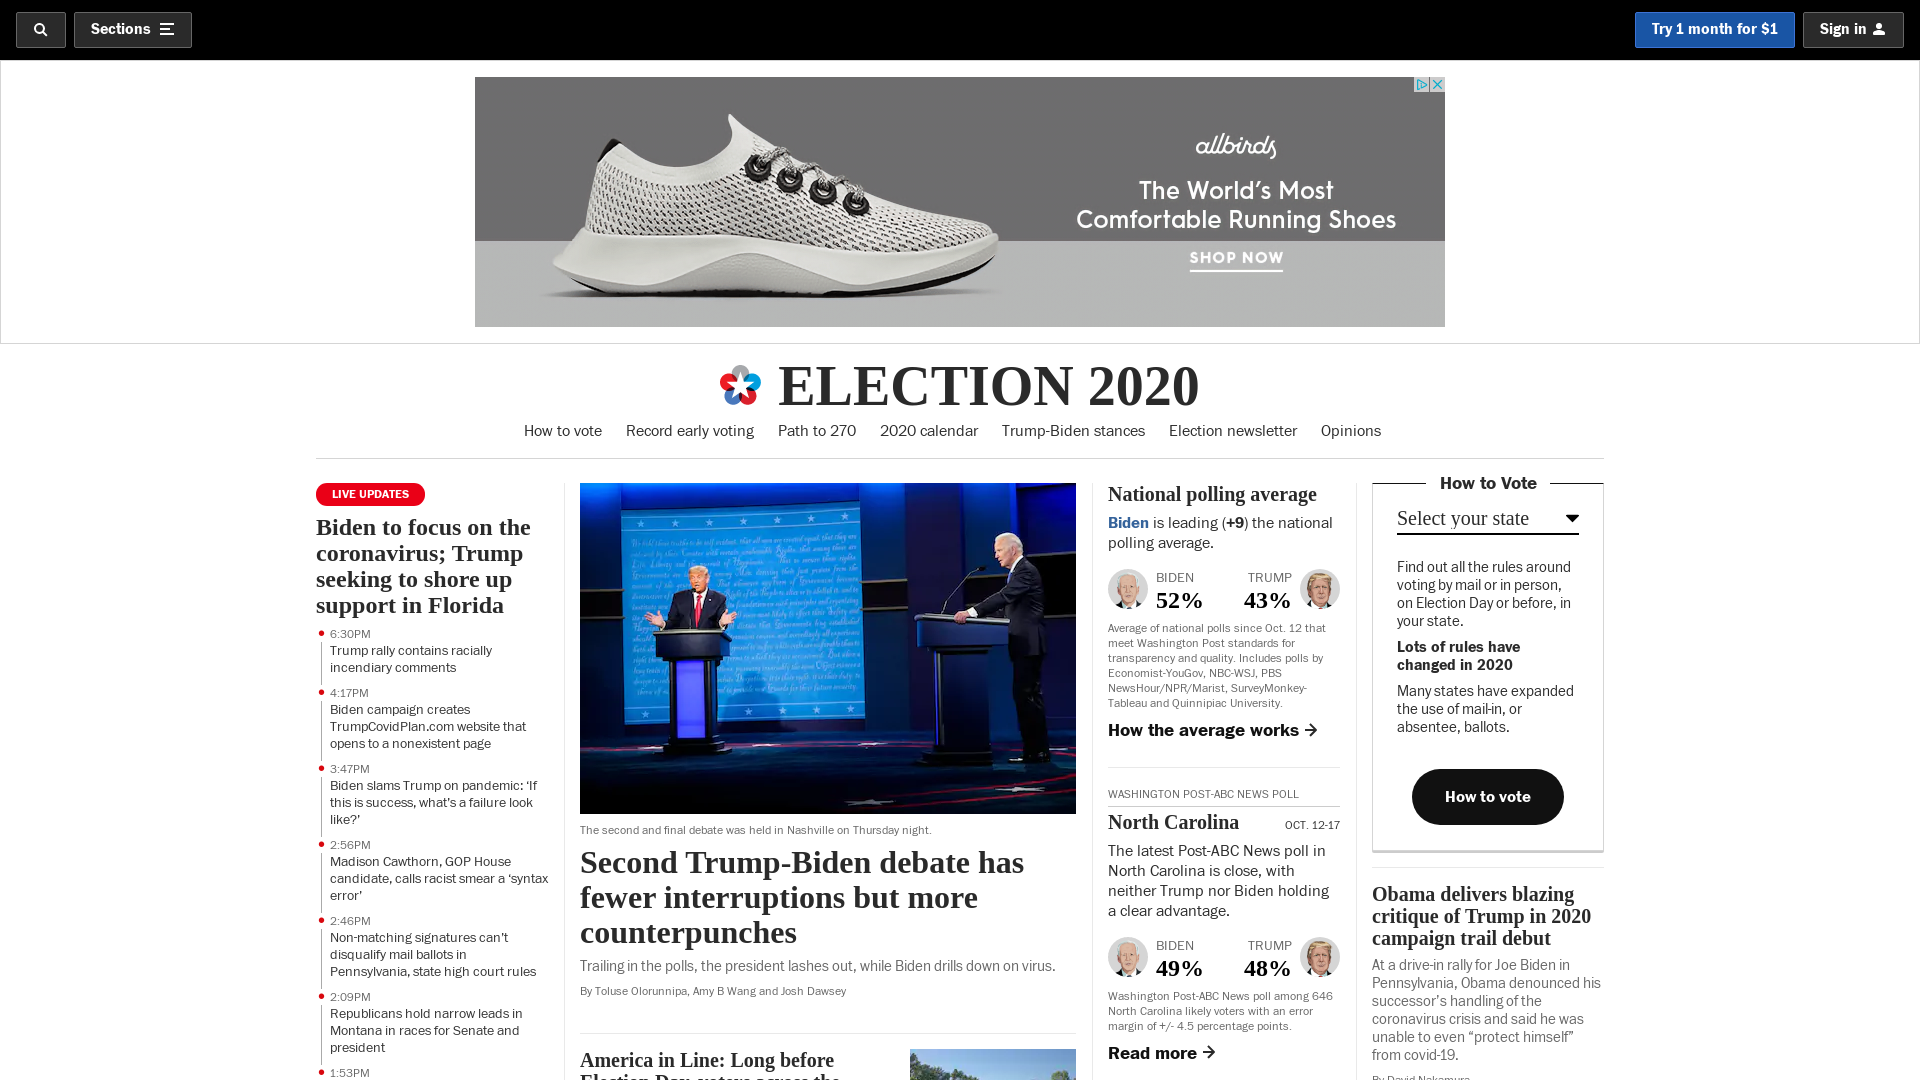 Sections
Try 1 month for $1
Sign in
allbirds
The World's Most
Comfortable Running Shoes
SHOP NOW
ELECTION 2020
How to vote
Record early voting
Path to 270
2020 calendar
Trump-Biden stances
Election newsletter
Opinions
LIVE UPDATES
Biden to focus on the
coronavirus; Trump
seeking to shore up
support in Florida
6:30PM
Trump rally contains racially
incendiary comments
4:17PM
Biden campaign creates
TrumpCovidPlan.com website that
opens to a nonexistent page
3:47PM
Biden slams Trump on pandemic: ‘If
this is success, what’s a failure look
like?’
2:56PM
Madison Cawthorn, GOP House
candidate, calls racist smear a ‘syntax
error’
2:46PM
Non-matching signatures can’t
disqualify mail ballots in
Pennsylvania, state high court rules
2:09PM
Republicans hold narrow leads in
Montana in races for Senate and
president
1:53PM
The second and final debate was held in Nashville on Thursday night.
Second Trump-Biden debate has
fewer interruptions but more
counterpunches
Trailing in the polls, the president lashes out, while Biden drills down on virus.
By Toluse Olorunnipa, Amy B Wang and Josh Dawsey
America in Line: Long before
Election Day, voters across the
National polling average
Biden is leading (+9) the national
polling average.
BIDEN
52%
TRUMP
43%
Average of national polls since Oct. 12 that
meet Washington Post standards for
transparency and quality. Includes polls by
Economist-YouGov, NBC-WSJ, PBS
NewsHour/NPR/Marist, SurveyMonkey-
Tableau and Quinnipiac University.
How the average works
WASHINGTON POST-ABC NEWS POLL
North Carolina
OCT. 12-17
The latest Post-ABC News poll in
North Carolina is close, with
neither Trump nor Biden holding
a clear advantage.
BIDEN
49%
TRUMP
48%
Washington Post-ABC News poll among 646
North Carolina likely voters with an error
margin of +/- 4.5 percentage points.
Read more
How to Vote
Select your state
Find out all the rules around
voting by mail or in person,
on Election Day or before, in
your state.
Lots of rules have
changed in 2020
Many states have expanded
the use of mail-in, or
absentee, ballots.
How to vote
Obama delivers blazing
critique of Trump in 2020
campaign trail debut
At a drive-in rally for Joe Biden in
Pennsylvania, Obama denounced his
successor’s handling of the
coronavirus crisis and said he was
unable to even “protect himself”
from covid-19.
By David Nakamura